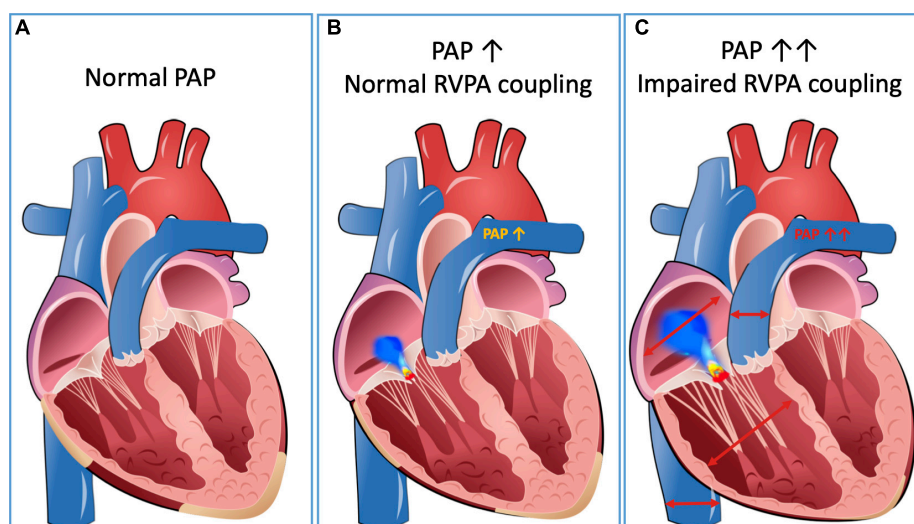 A
Normal PAP
B
PAP ↑
Normal RVPA coupling
PAP ↑
C
PAP ↑↑
Impaired RVPA coupling
PAP ↑↑